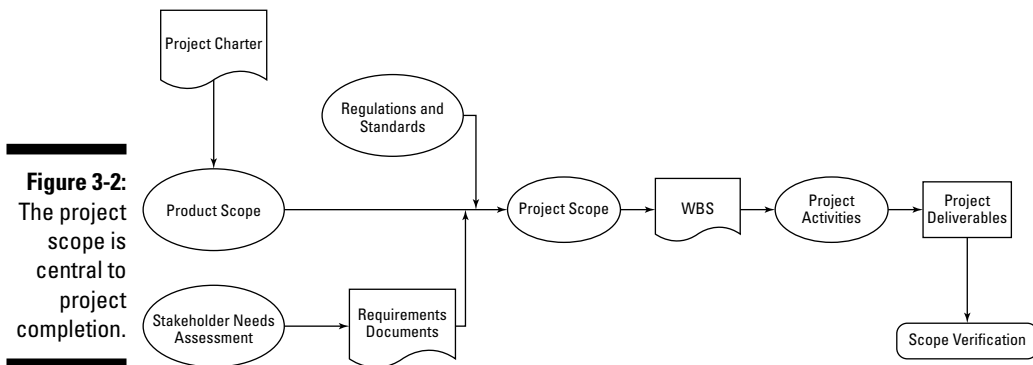 Project Charter
Regulations and
Standards
Figure 3-2:
The project
scope is
central to
project
completion.
Product Scope
Project Scope
WBS
Project
Activities
Project
Deliverables
Stakeholder Needs
Assessment
Requirements
Documents
Scope Verification